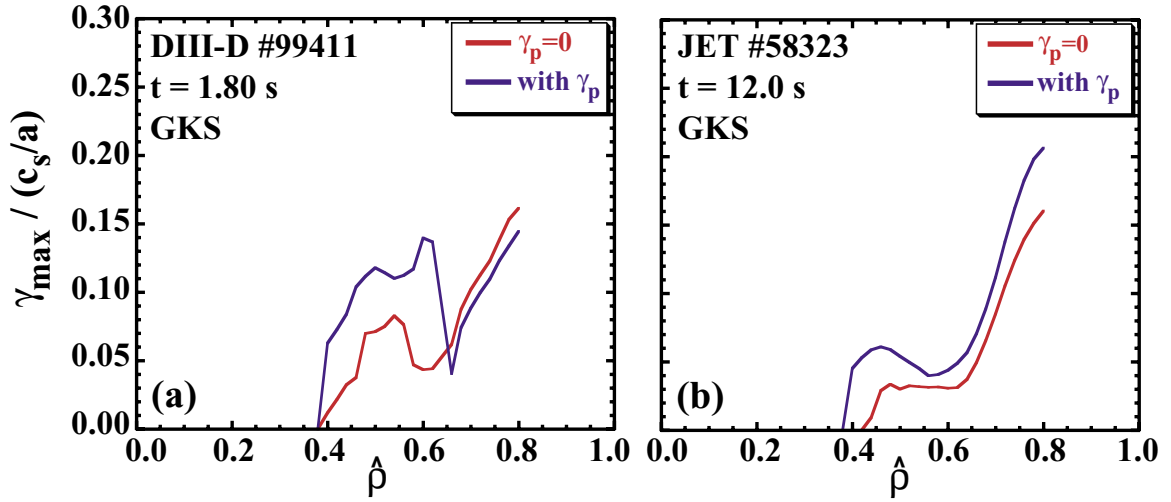 γmax / (cs/a)
0.30
0.25
0.20
0.15
0.10
0.05
0.00
DIII-D #99411
t = 1.80 s
GKS
γp=0
with γp
(a)
0.0 0.2 0.4 0.6 0.8 1.0
ρ̂
JET #58323
t = 12.0 s
GKS
γp=0
with γp
(b)
0.0 0.2 0.4 0.6 0.8 1.0
ρ̂